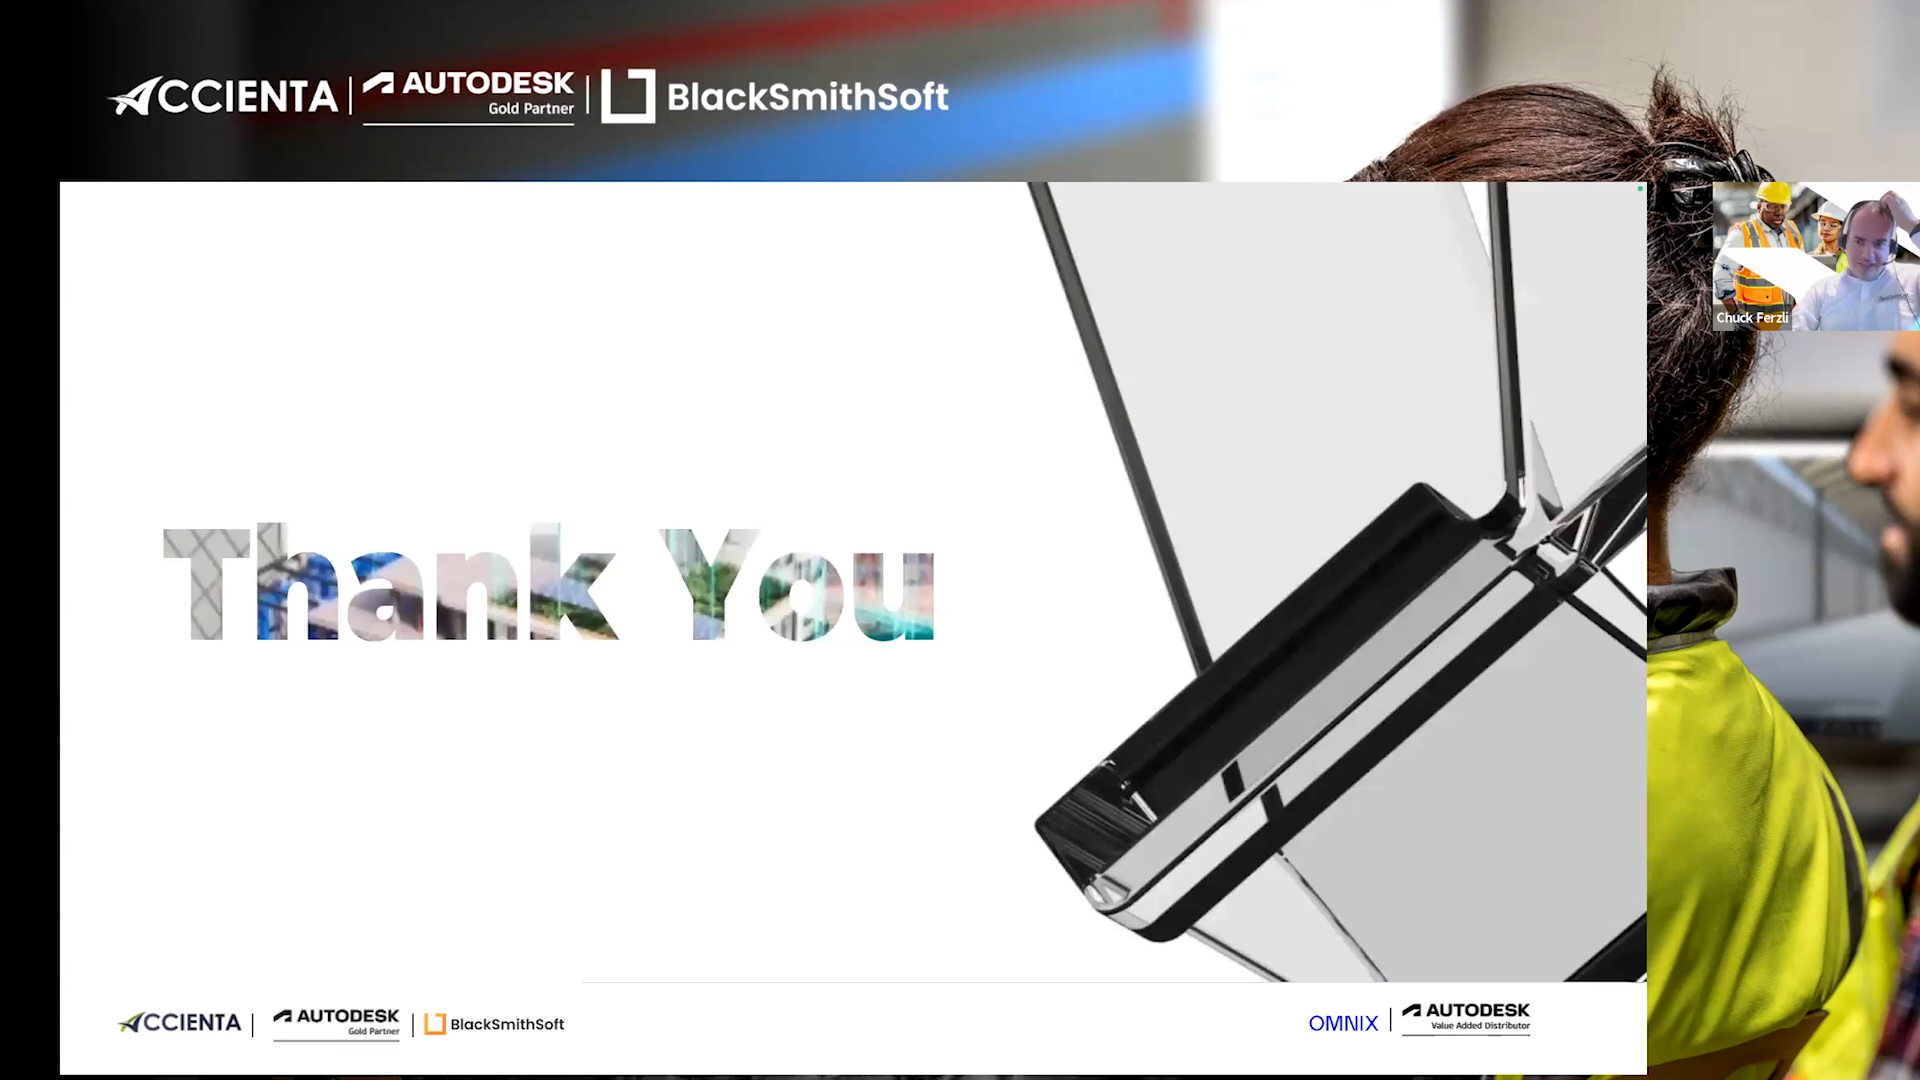 ACCIENTA
AUTODESK
Gold Partner
BlackSmithSoft
Chuck Ferzli
Thank You
ACCIENTA
AUTODESK
Gold Partner
BlackSmithSoft
OMNIX
AUTODESK
Value Added Distributor